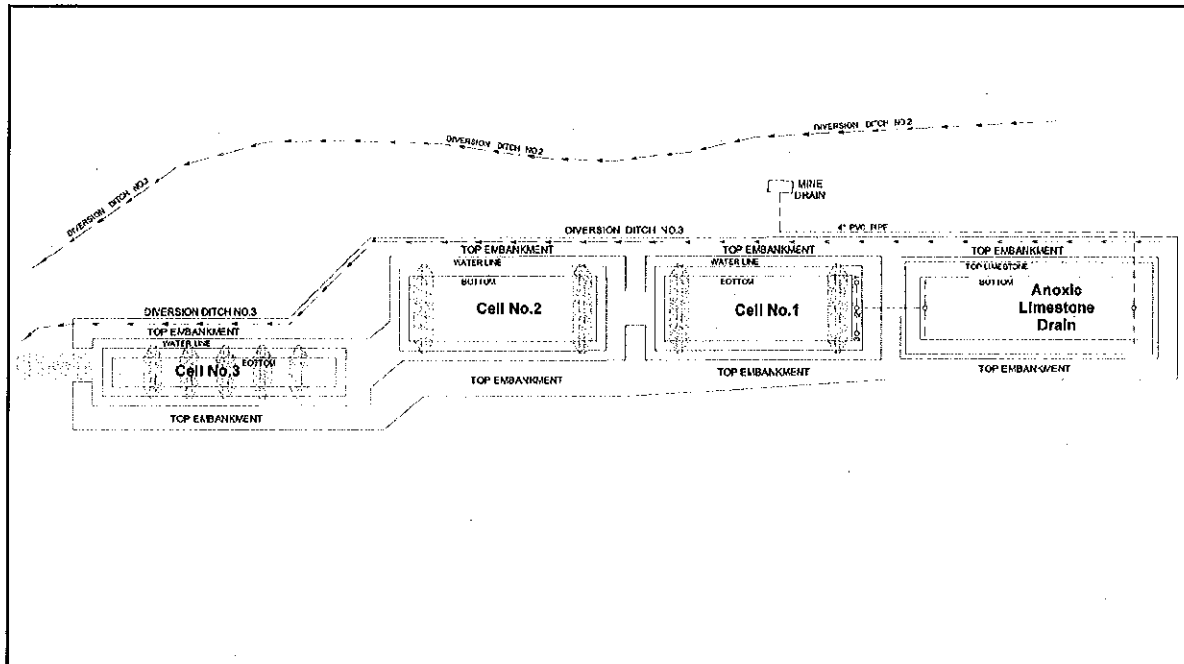 DIVERSION DITCH NO.2
DIVERSION DITCH NO.2
DIVERSION DITCH NO.3
MINE
DRAIN
DIVERSION DITCH NO.3
4" PVC PIPE
TOP EMBANKMENT
TOP EMBANKMENT
TOP EMBANKMENT
WATER LINE
BOTTOM
Cell No.2
WATER LINE
BOTTOM
Cell No.1
TOP LIMESTONE
BOTTOM
Anoxic
Limestone
Drain
DIVERSION DITCH NO.3
TOP EMBANKMENT
WATER LINE
Cell No.3
BOTTOM
TOP EMBANKMENT
TOP EMBANKMENT
TOP EMBANKMENT
TOP EMBANKMENT